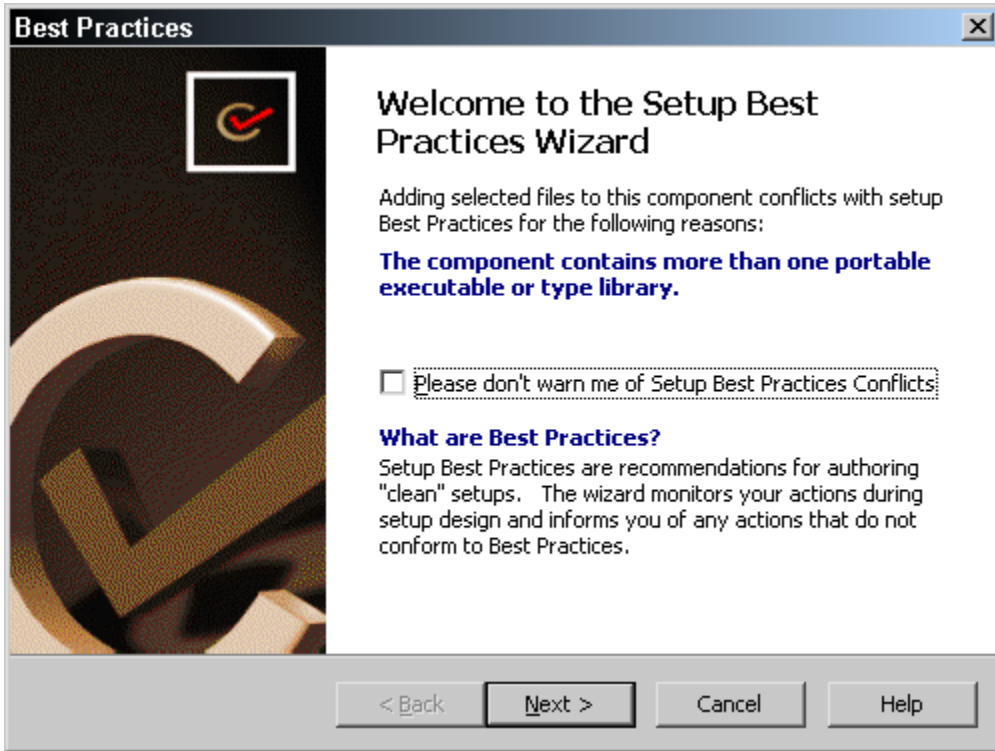 Best Practices
Welcome to the Setup Best
Practices Wizard
Adding selected files to this component conflicts with setup
Best Practices for the following reasons:
The component contains more than one portable
executable or type library.
Please don't warn me of Setup Best Practices Conflicts
What are Best Practices?
Setup Best Practices are recommendations for authoring
"clean" setups.   The wizard monitors your actions during
setup design and informs you of any actions that do not
conform to Best Practices.
< Back
Next >
Cancel
Help